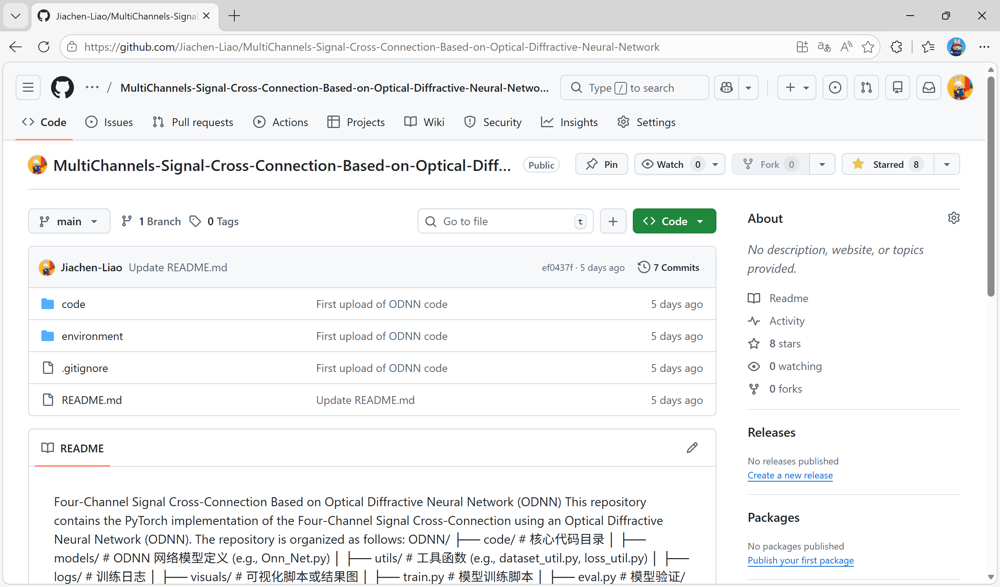 Jiachen-Liao/MultiChannels-Signal
https://github.com/Jiachen-Liao/MultiChannels-Signal-Cross-Connection-Based-on-Optical-Diffractive-Neural-Network
/ MultiChannels-Signal-Cross-Connection-Based-on-Optical-Diffractive-Neural-Netwo...
Type / to search
Code Issues Pull requests Actions Projects Wiki Security Insights Settings
MultiChannels-Signal-Cross-Connection-Based-on-Optical-Diff...
Public
Pin
Watch 0
Fork 0
Starred 8
main
1 Branch
0 Tags
Go to file t
Code
Jiachen-Liao Update README.md ef0437f · 5 days ago 7 Commits
code First upload of ODNN code 5 days ago
environment First upload of ODNN code 5 days ago
.gitignore First upload of ODNN code 5 days ago
README.md Update README.md 5 days ago
README
Four-Channel Signal Cross-Connection Based on Optical Diffractive Neural Network (ODNN) This repository
contains the PyTorch implementation of the Four-Channel Signal Cross-Connection using an Optical Diffractive
Neural Network (ODNN). The repository is organized as follows: ODNN/ ├── code/ # 核心代码目录 │ ├──
models/ # ODNN 网络模型定义 (e.g., Onn_Net.py) │ ├── utils/ # 工具函数 (e.g., dataset_util.py, loss_util.py) │ ├──
logs/ # 训练日志 │ ├── visuals/ # 可视化脚本或结果图 │ ├── train.py # 模型训练脚本 │ ├── eval.py # 模型验证/
About
No description, website, or topics
provided.
Readme
Activity
8 stars
0 watching
0 forks
Releases
No releases published
Create a new release
Packages
No packages published
Publish your first package